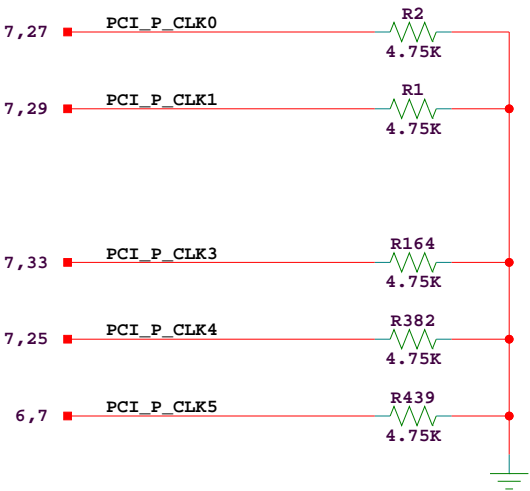 R2
7,27 PCI_P_CLK0
4.75K
R1
7,29 PCI_P_CLK1
4.75K
R164
7,33 PCI_P_CLK3
4.75K
R382
7,25 PCI_P_CLK4
4.75K
R439
6,7 PCI_P_CLK5
4.75K